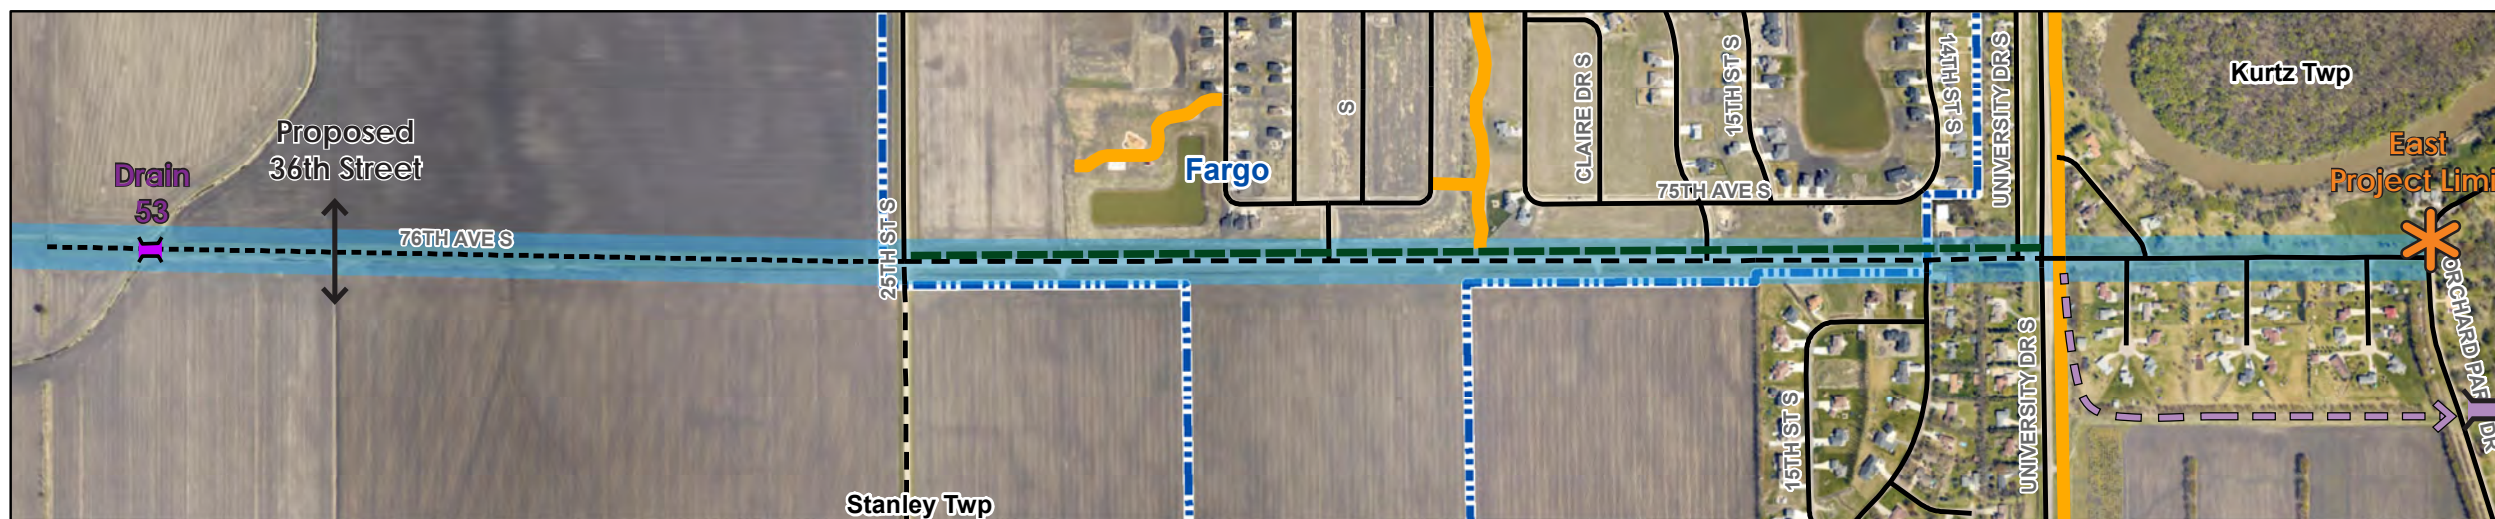 Kurtz Twp
East
Project Limi
Proposed
36th Street
Drain
53
Fargo
S
CLAIRE DR S
15TH ST S
14TH ST S
UNIVERSITY DR S
75TH AVE S
76TH AVE S
25TH ST S
15TH ST S
UNIVERSITY DR S
ORCHARD PAR
DR
Stanley Twp